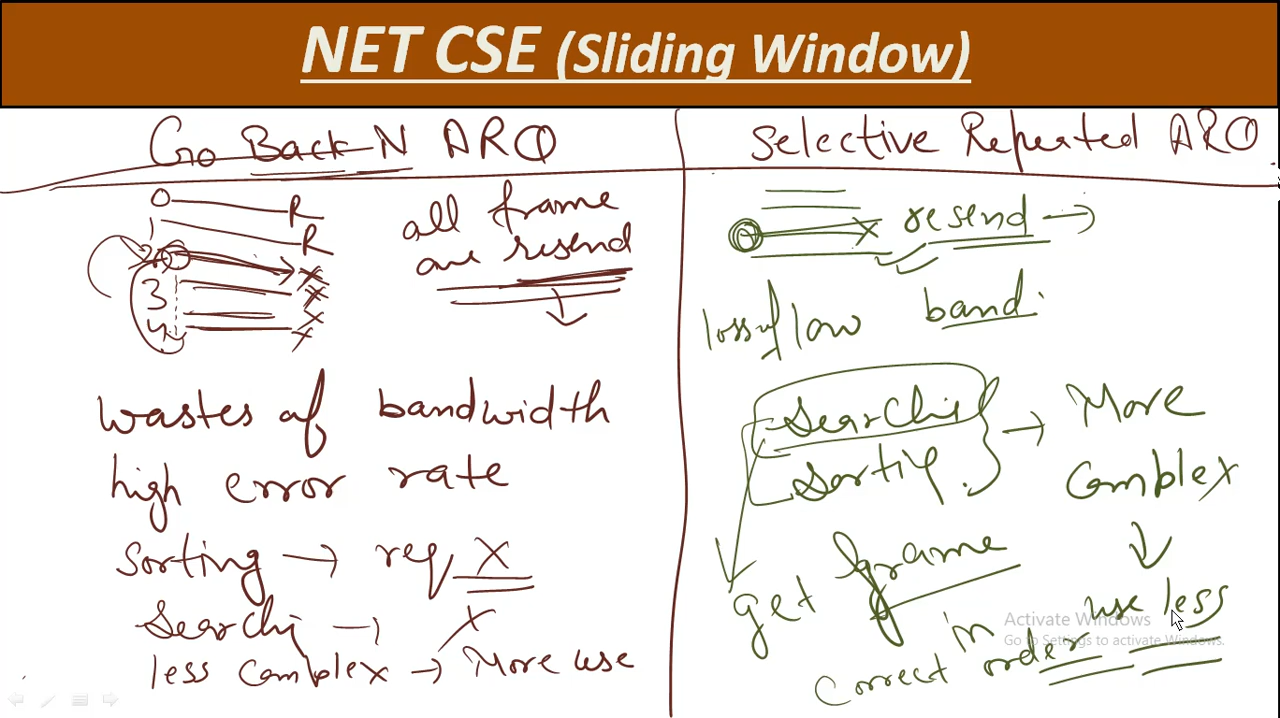 NET CSE (Sliding Window)
Go Back N ARQ
0 R
1 R
2 X
3 X
4 X
X
all frame
are resend
wastes of bandwidth
high error rate
sorting → req X
Searchi → X
less complex → More use
Selective Repeated ARQ
X resend →
loss of low band.
Searchi
Sortig
→ More
Complex
get frame
in
Correct order
use less
Activate Windows
Go to Settings to activate Windows.